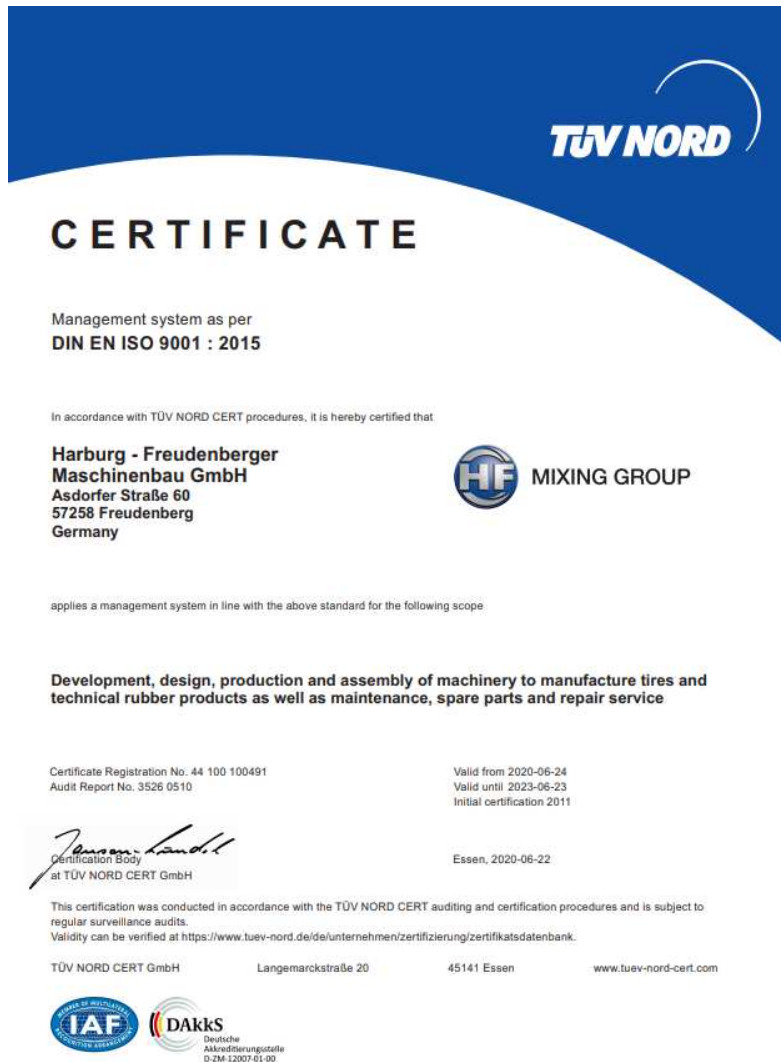 TÜV NORD
CERTIFICATE
Management system as per
DIN EN ISO 9001 : 2015
In accordance with TÜV NORD CERT procedures, it is hereby certified that
Harburg - Freudenberger
Maschinenbau GmbH
Asdorfer Straße 60
57258 Freudenberg
Germany
HF MIXING GROUP
applies a management system in line with the above standard for the following scope
Development, design, production and assembly of machinery to manufacture tires and
technical rubber products as well as maintenance, spare parts and repair service
Certificate Registration No. 44 100 100491
Audit Report No. 3526 0510
Valid from 2020-06-24
Valid until 2023-06-23
Initial certification 2011
Certification Body
at TÜV NORD CERT GmbH
Essen, 2020-06-22
This certification was conducted in accordance with the TÜV NORD CERT auditing and certification procedures and is subject to
regular surveillance audits.
Validity can be verified at https://www.tuev-nord.de/de/unternehmen/zertifizierung/zertifikatsdatenbank.
TÜV NORD CERT GmbH Langemarckstraße 20 45141 Essen www.tuev-nord-cert.com
MEMBER OF MULTILATERAL
IAF
RECOGNITION ARRANGEMENT
DAkkS
Deutsche
Akkreditierungsstelle
D-ZM-12007-01-00